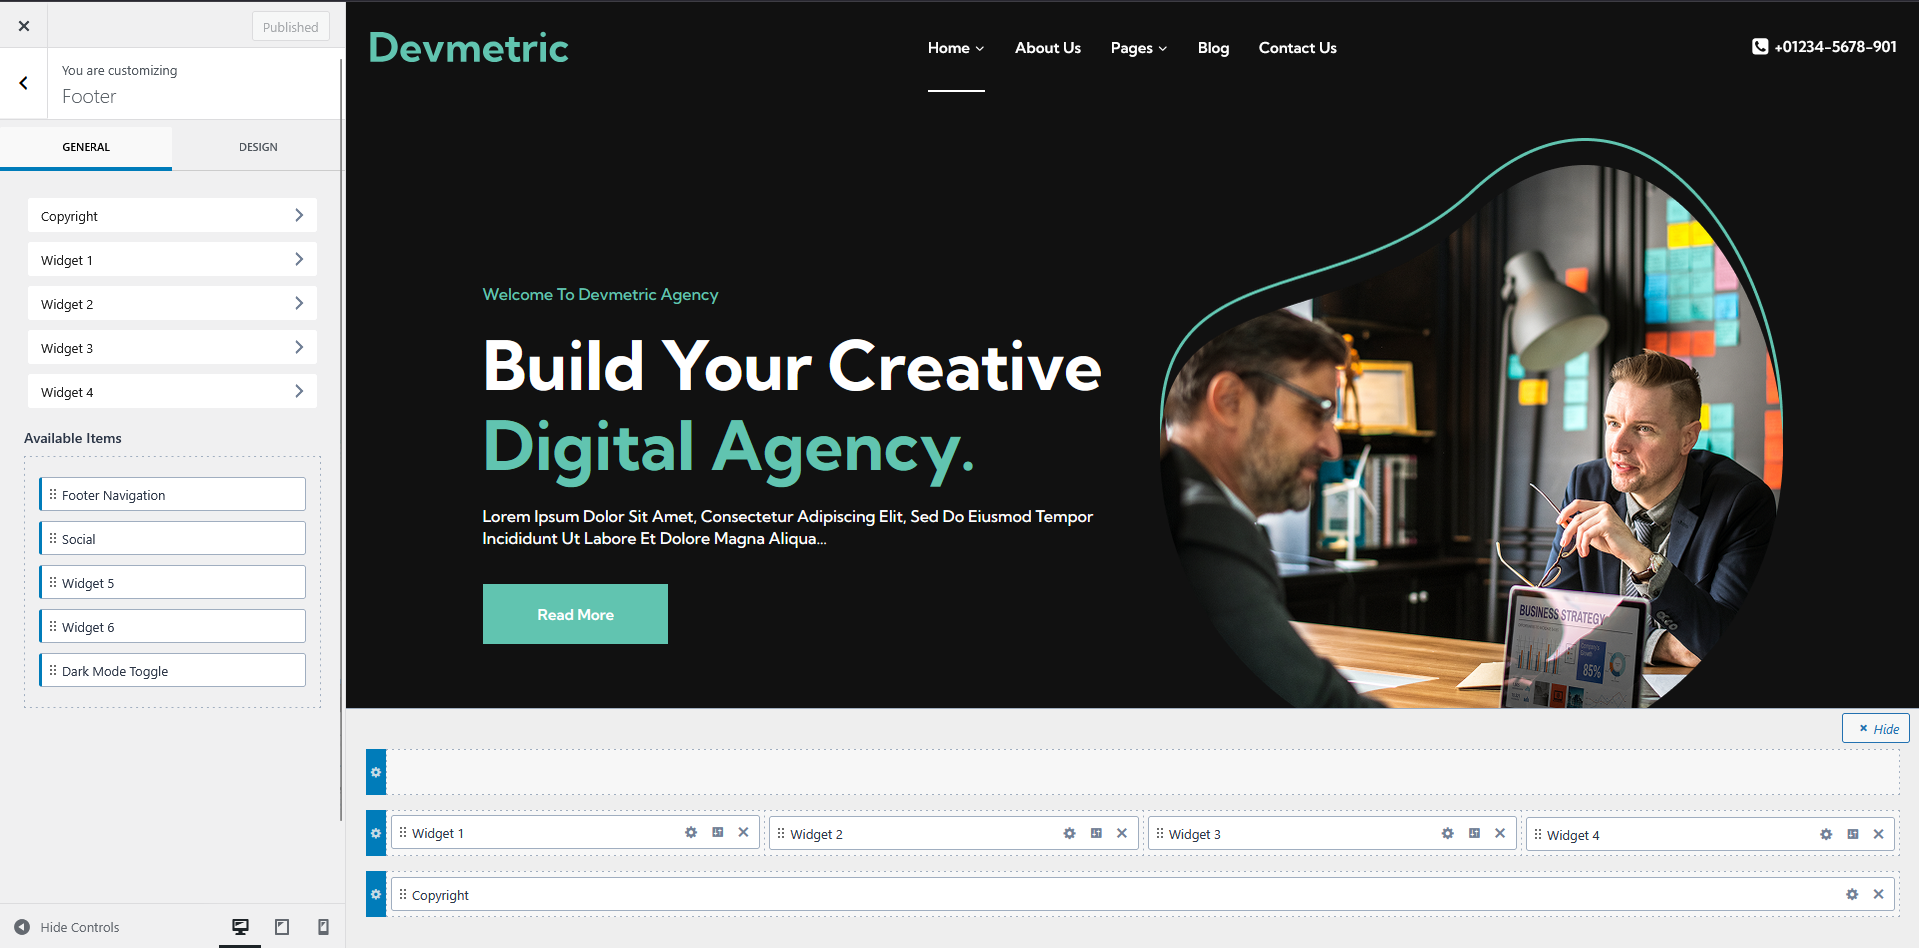 Published
You are customizing
Footer
GENERAL
DESIGN
Copyright
Widget 1
Widget 2
Widget 3
Widget 4
Available Items
Footer Navigation
Social
Widget 5
Widget 6
Dark Mode Toggle
Hide Controls
Devmetric
Home
About Us
Pages
Blog
Contact Us
+01234-5678-901
Welcome To Devmetric Agency
Build Your Creative
Digital Agency.
Lorem Ipsum Dolor Sit Amet, Consectetur Adipiscing Elit, Sed Do Eiusmod Tempor
Incididunt Ut Labore Et Dolore Magna Aliqua...
Read More
BUSINESS STRATEGY
85%
Hide
Widget 1
Widget 2
Widget 3
Widget 4
Copyright